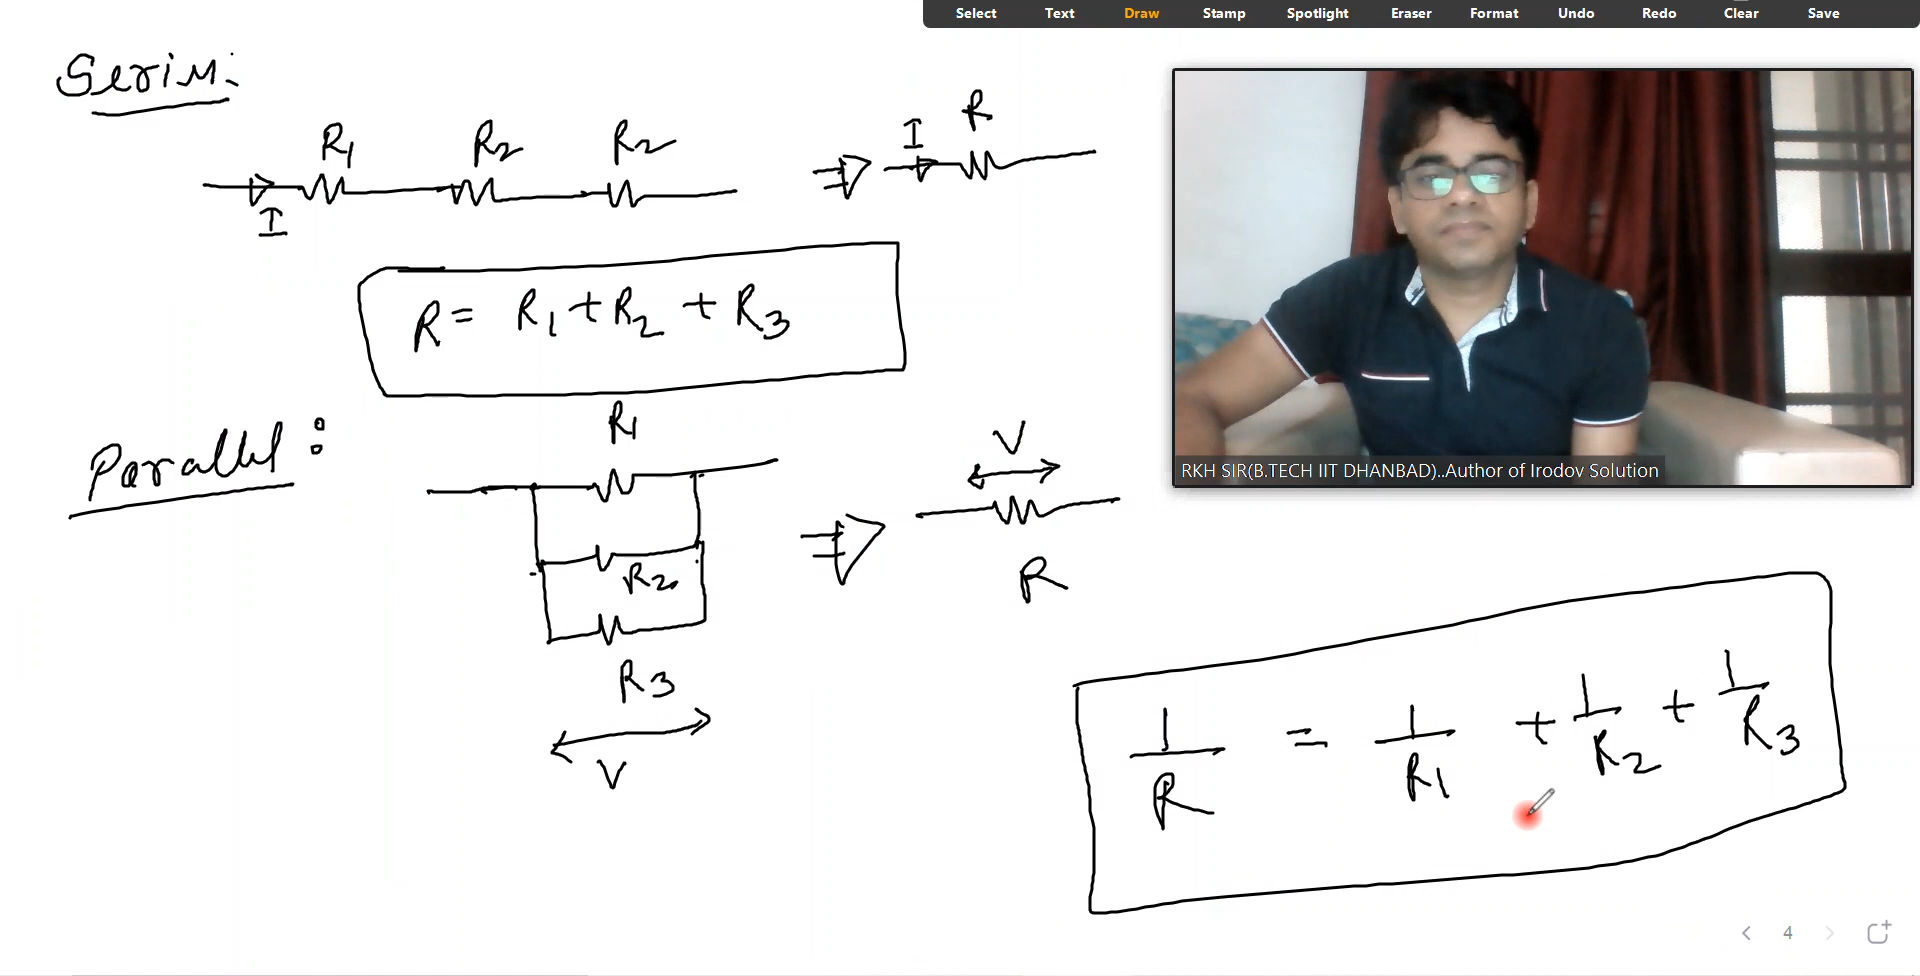 Select Text Draw Stamp Spotlight Eraser Format Undo Redo Clear Save
Series:
R1 R2 R2
I
I R
R = R1 + R2 + R3
RKH SIR(B.TECH IIT DHANBAD)..Author of Irodov Solution
Parallel:
R1
R2
R3
V
V
R
1/R = 1/R1 + 1/R2 + 1/R3
4